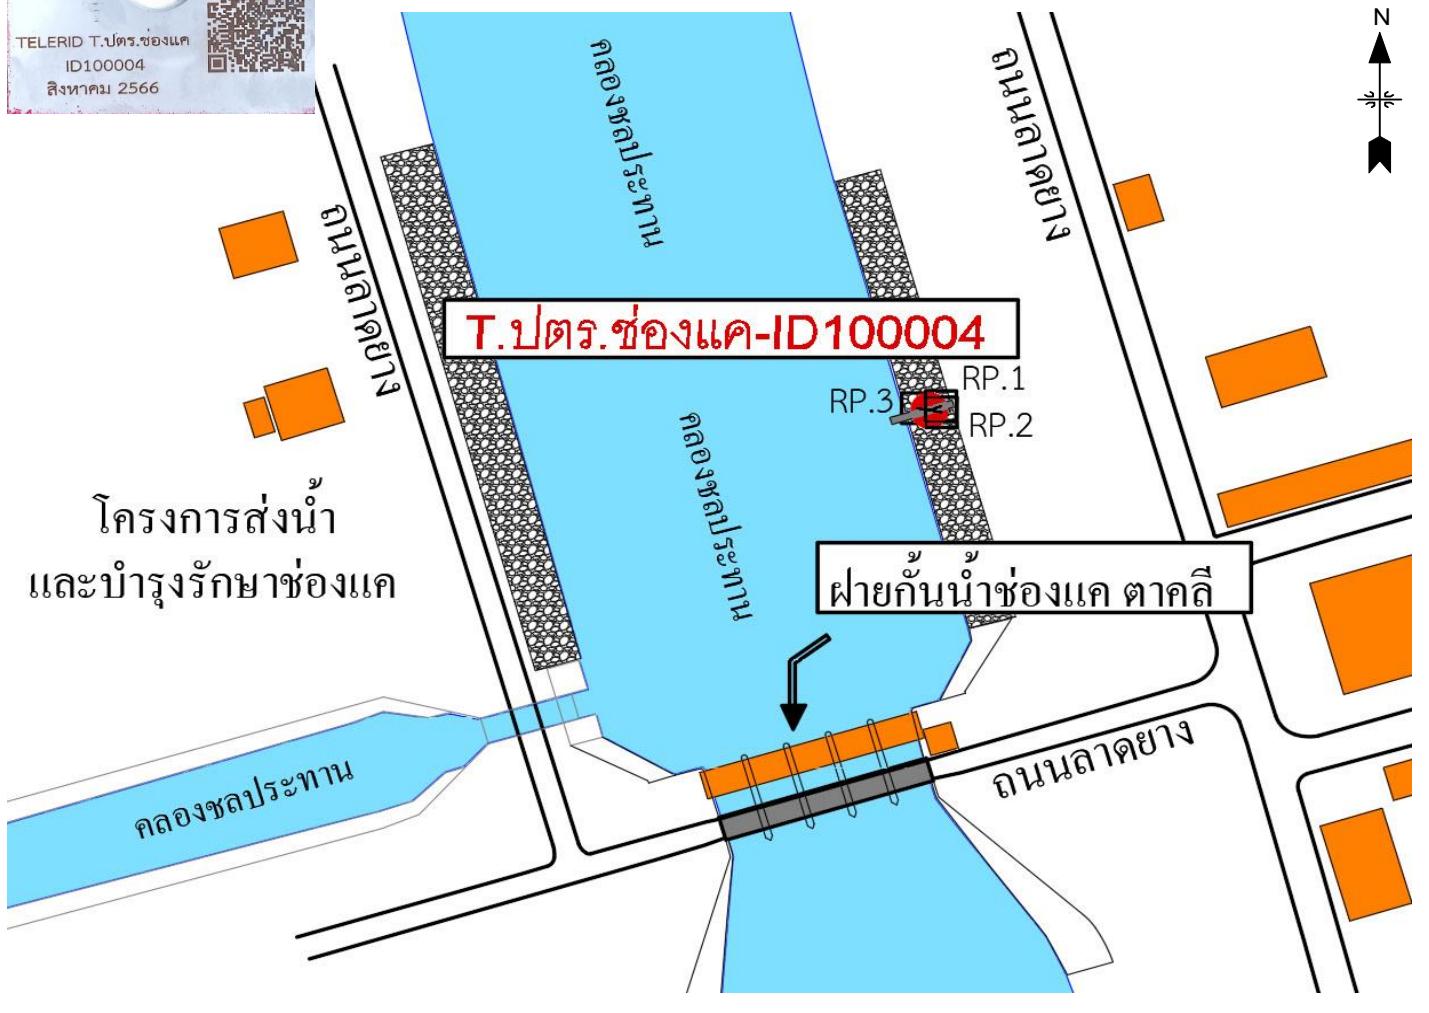 TELERID T.ปตร.ช่องแค
ID100004
สิงหาคม 2566
N
คลองชลประทาน
ถนนลาดยาง
ถนนลาดยาง
T.ปตร.ช่องแค-ID100004
RP.1
RP.3
RP.2
คลองชลประทาน
โครงการส่งน้ำ
และบำรุงรักษาช่องแค
ฝายกั้นน้ำช่องแค ตาคลี
ถนนลาดยาง
คลองชลประทาน